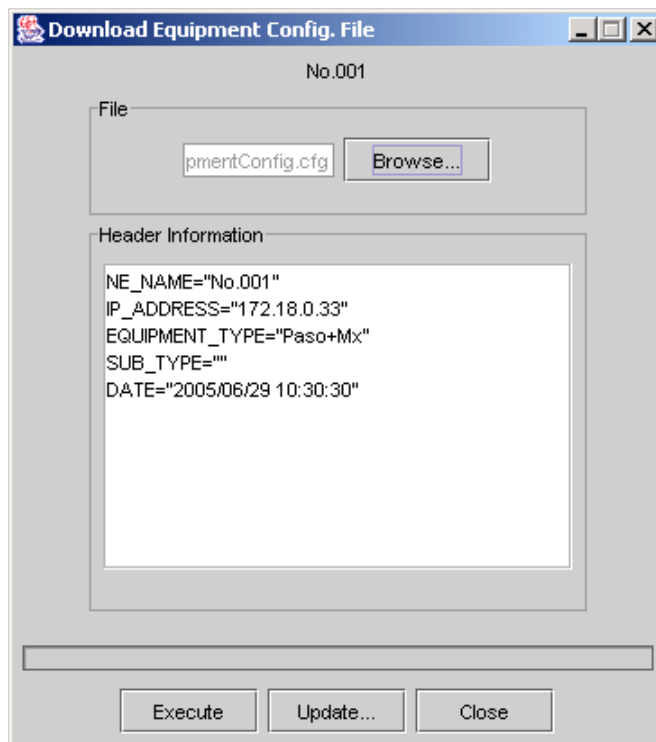 Download Equipment Config. File
No.001
File
pmentConfig.cfg Browse...
Header Information
NE_NAME="No.001"
IP_ADDRESS="172.18.0.33"
EQUIPMENT_TYPE="Paso+Mx"
SUB_TYPE=""
DATE="2005/06/29 10:30:30"
Execute Update... Close